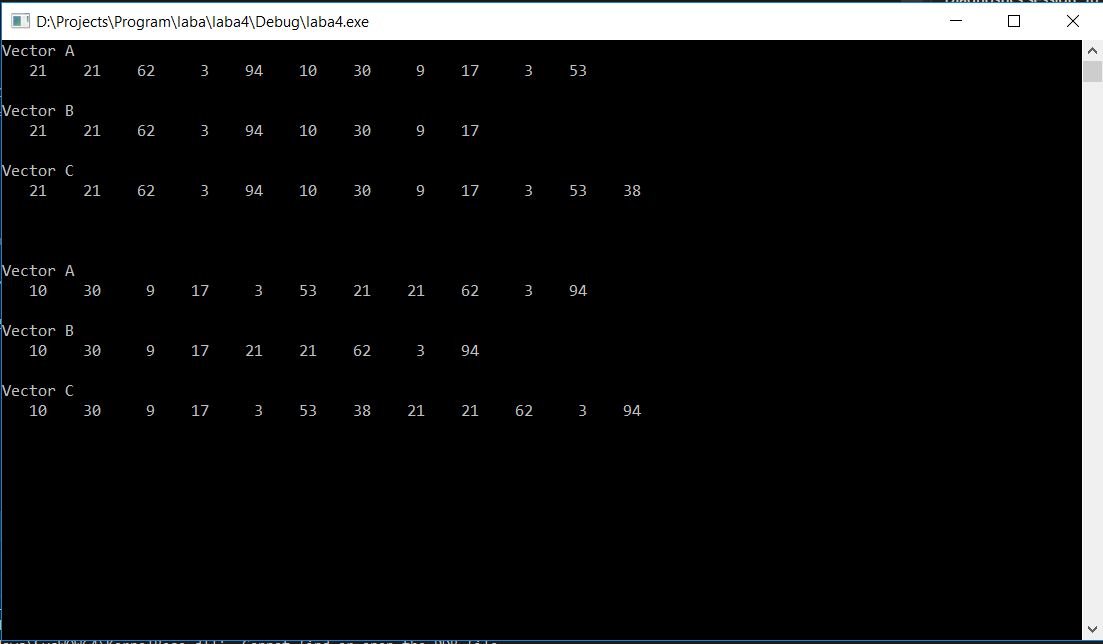 D:\Projects\Program\laba\laba4\Debug\laba4.exe
Vector A
21 21 62 3 94 10 30 9 17 3 53
Vector B
21 21 62 3 94 10 30 9 17
Vector C
21 21 62 3 94 10 30 9 17 3 53 38
Vector A
10 30 9 17 3 53 21 21 62 3 94
Vector B
10 30 9 17 21 21 62 3 94
Vector C
10 30 9 17 3 53 38 21 21 62 3 94